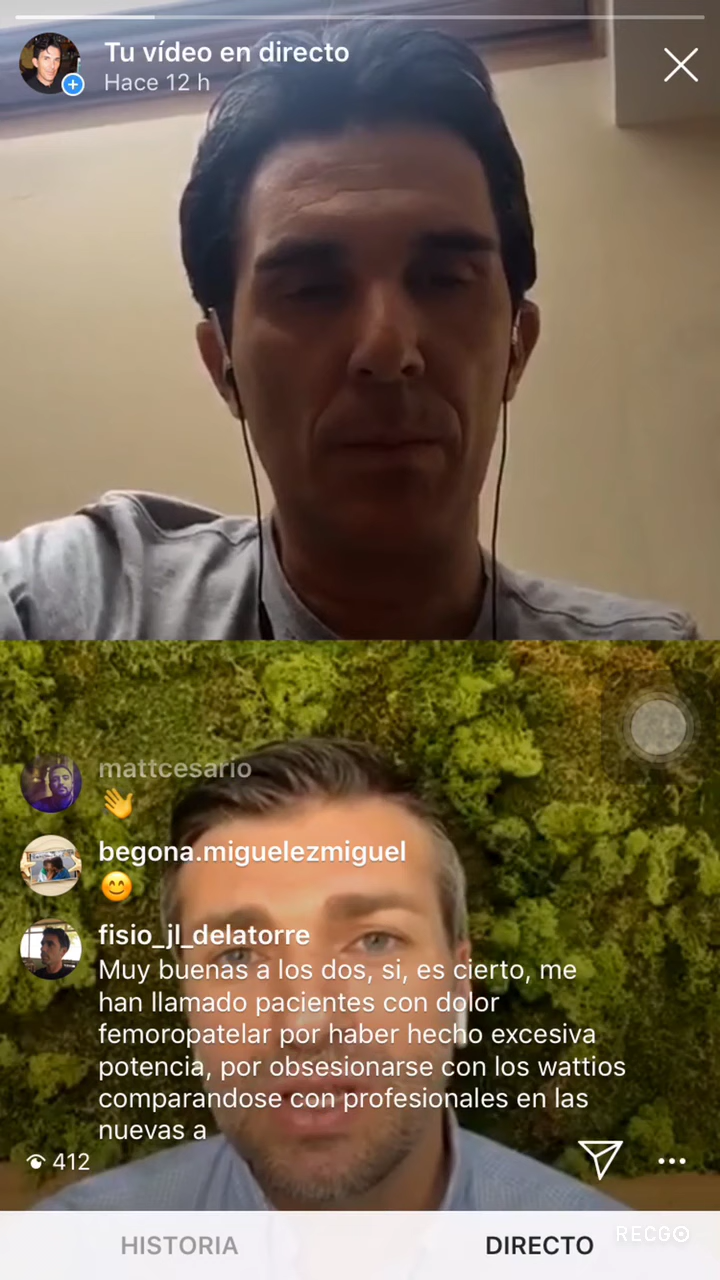 Tu vídeo en directo
Hace 12 h
mattcesario
begona.miguelezmiguel
fisio_jl_delatorre
Muy buenas a los dos, si, es cierto, me
han llamado pacientes con dolor
femoropatelar por haber hecho excesiva
potencia, por obsesionarse con los wattios
comparandose con profesionales en las
nuevas a
412
HISTORIA
DIRECTO
RECGO